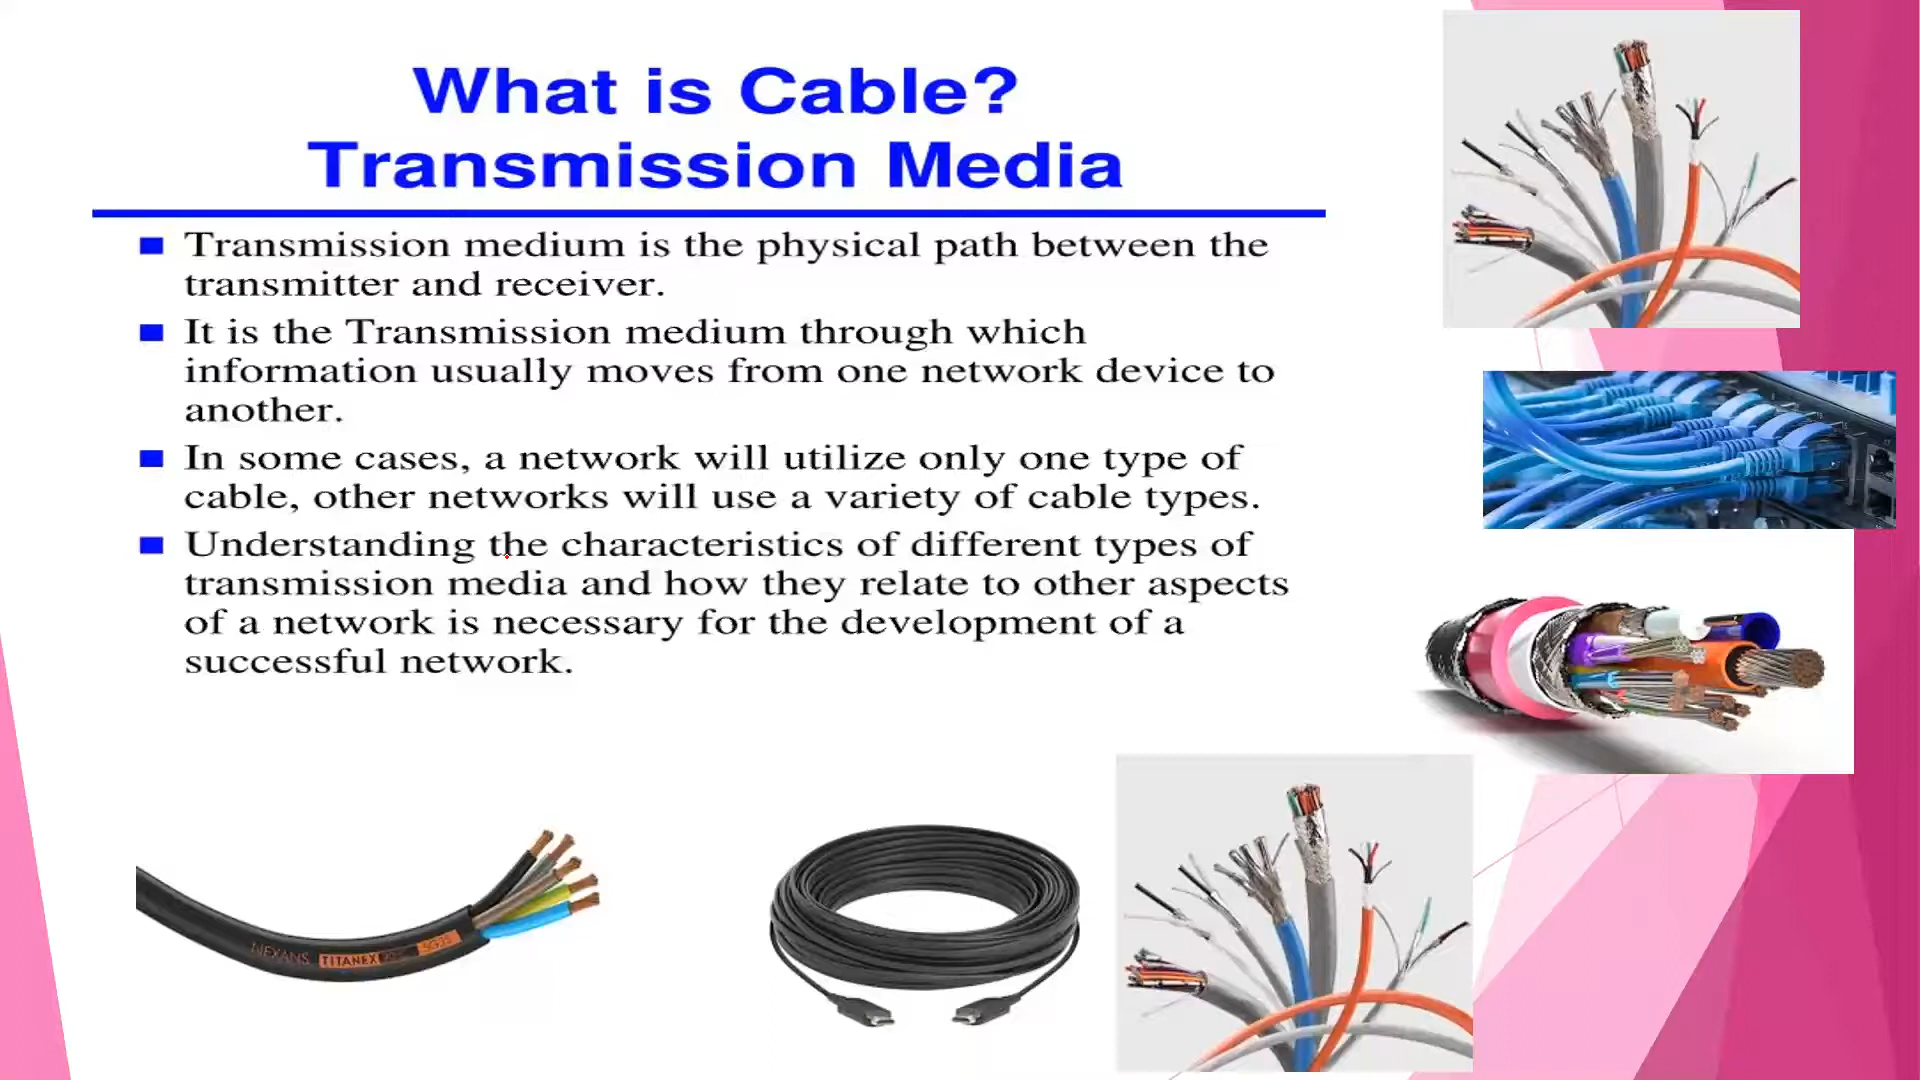 What is Cable?
Transmission Media
Transmission medium is the physical path between the
transmitter and receiver.
It is the Transmission medium through which
information usually moves from one network device to
another.
In some cases, a network will utilize only one type of
cable, other networks will use a variety of cable types.
Understanding the characteristics of different types of
transmission media and how they relate to other aspects
of a network is necessary for the development of a
successful network.
NEXANS TITANEX